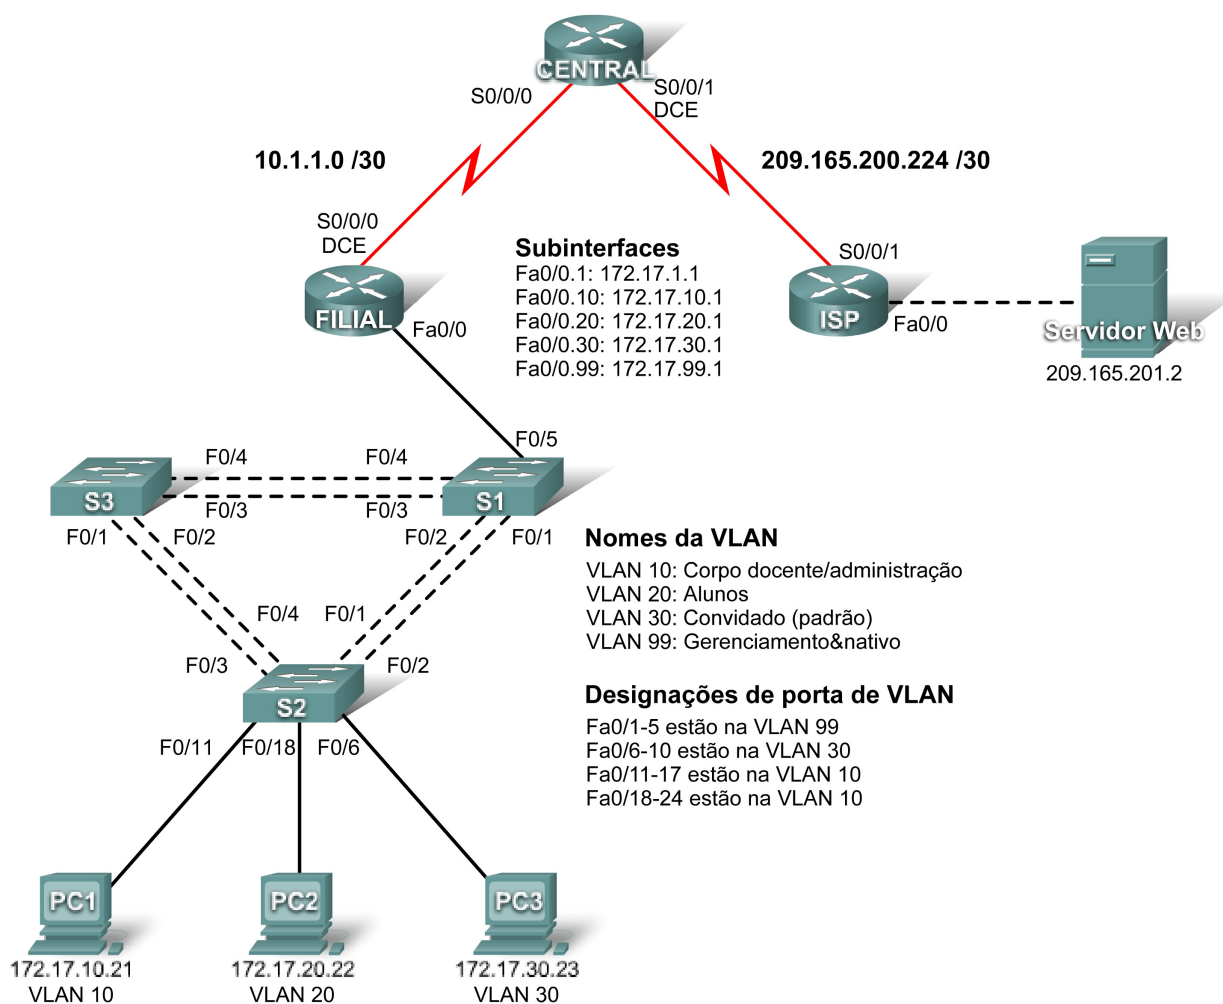 CENTRAL
S0/0/0
S0/0/1
DCE
10.1.1.0 /30
209.165.200.224 /30
S0/0/0
DCE
Subinterfaces
Fa0/0.1: 172.17.1.1
Fa0/0.10: 172.17.10.1
Fa0/0.20: 172.17.20.1
Fa0/0.30: 172.17.30.1
Fa0/0.99: 172.17.99.1
S0/0/1
FILIAL
Fa0/0
ISP
Fa0/0
Servidor Web
209.165.201.2
F0/5
F0/4
F0/4
S3
S1
F0/3
F0/3
F0/1
F0/2
F0/2
F0/1
Nomes da VLAN
VLAN 10: Corpo docente/administração
VLAN 20: Alunos
VLAN 30: Convidado (padrão)
VLAN 99: Gerenciamento&nativo
F0/4
F0/1
F0/3
F0/2
S2
Designações de porta de VLAN
Fa0/1-5 estão na VLAN 99
Fa0/6-10 estão na VLAN 30
Fa0/11-17 estão na VLAN 10
Fa0/18-24 estão na VLAN 10
F0/11
F0/18
F0/6
PC1
PC2
PC3
172.17.10.21
VLAN 10
172.17.20.22
VLAN 20
172.17.30.23
VLAN 30